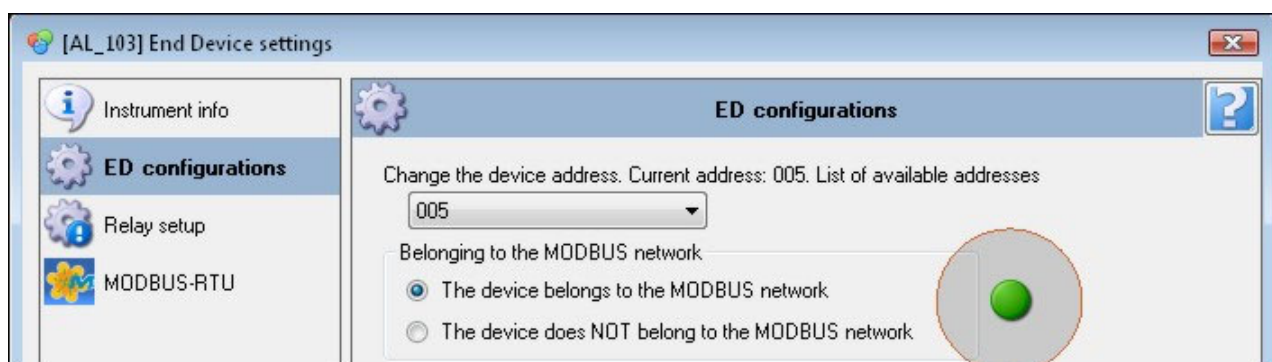 [AL_103] End Device settings
Instrument info
ED configurations
Relay setup
MODBUS-RTU
ED configurations
Change the device address. Current address: 005. List of available addresses
005
Belonging to the MODBUS network
The device belongs to the MODBUS network
The device does NOT belong to the MODBUS network